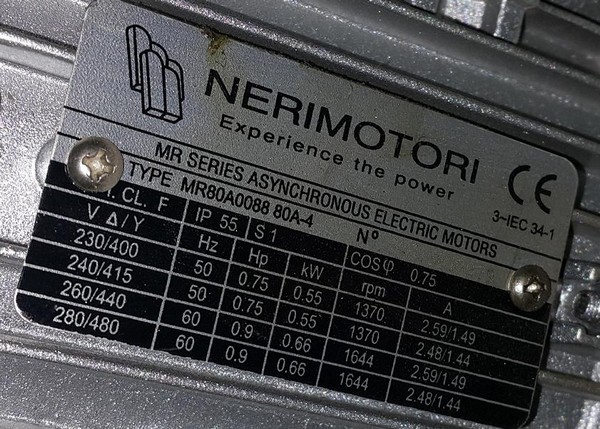 NERIMOTORI
Experience the power
CE
3~IEC 34-1
MR SERIES ASYNCHRONOUS ELECTRIC MOTORS
TYPE MR80A0088 80A-4 N°
CL. F IP 55 S1 COSφ 0.75
V Δ/Y Hz Hp kW rpm A
230/400 50 0.75 0.55 1370 2.59/1.49
240/415 50 0.75 0.55 1370 2.48/1.44
260/440 60 0.9 0.66 1644 2.59/1.49
280/480 60 0.9 0.66 1644 2.48/1.44